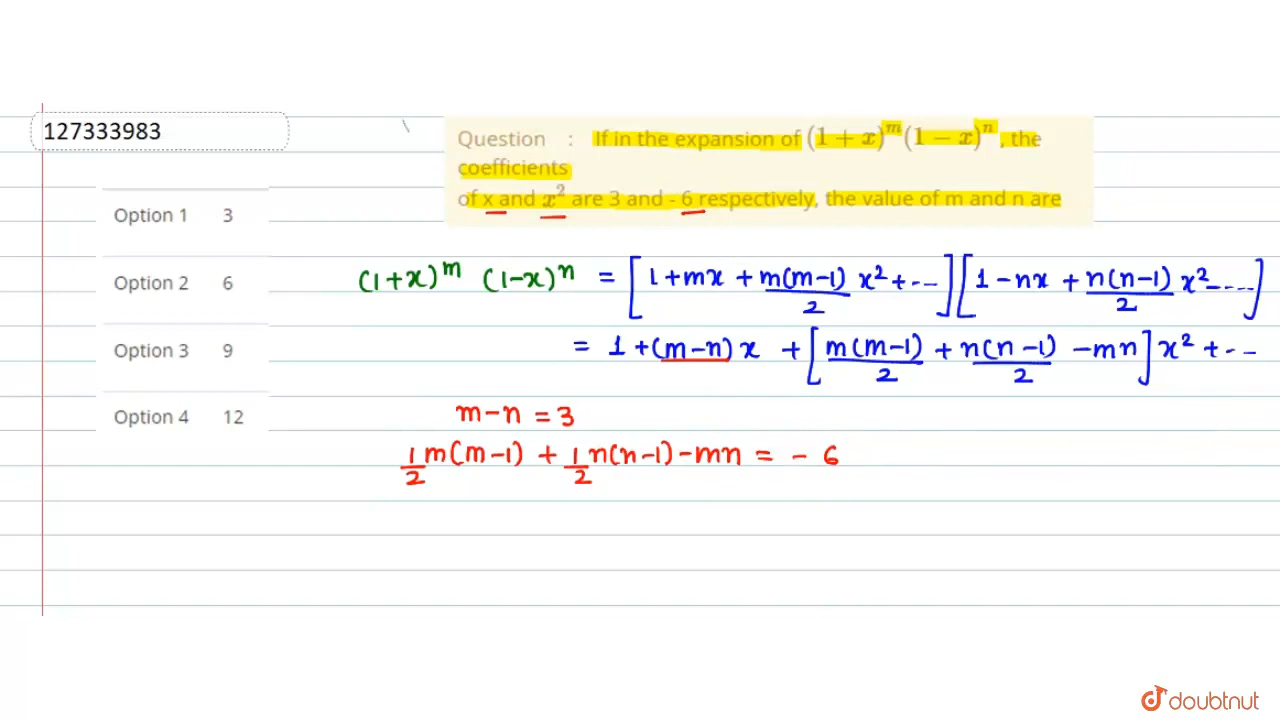 127333983
Question : If in the expansion of (1+x)^m (1−x)^n, the
coefficients
of x and x^2 are 3 and - 6 respectively, the value of m and n are
Option 1 3
Option 2 6
Option 3 9
Option 4 12
(1+x)^m (1-x)^n = [1+mx + m(m-1)/2 x^2 + --] [1-nx + n(n-1)/2 x^2 ----]
= 1 + (m-n)x + [m(m-1)/2 + n(n-1)/2 - mn] x^2 + --
m-n = 3
1/2 m(m-1) + 1/2 n(n-1) - mn = - 6
doubtnut